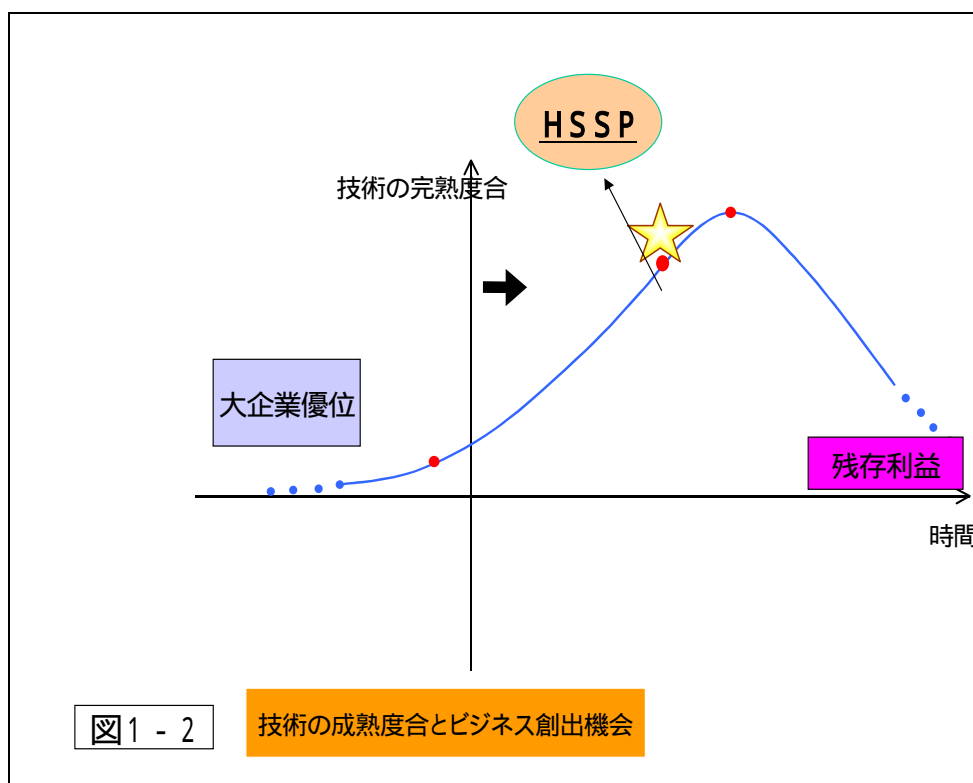 ＨＳＳＰ
技術の完熟度合
大企業優位
残存利益
時間
図１－２
技術の成熟度合とビジネス創出機会